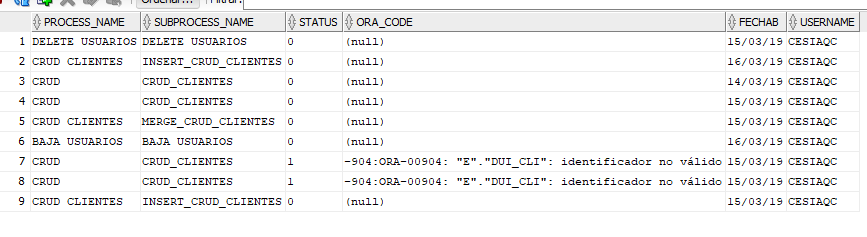 Ordenar...
Filtrar:
PROCESS_NAME SUBPROCESS_NAME STATUS ORA_CODE FECHAB USERNAME
1 DELETE USUARIOS DELETE USUARIOS 0 (null) 15/03/19 CESIAQC
2 CRUD CLIENTES INSERT_CRUD_CLIENTES 0 (null) 16/03/19 CESIAQC
3 CRUD CRUD_CLIENTES 0 (null) 14/03/19 CESIAQC
4 CRUD CRUD_CLIENTES 0 (null) 15/03/19 CESIAQC
5 CRUD CLIENTES MERGE_CRUD_CLIENTES 0 (null) 15/03/19 CESIAQC
6 BAJA USUARIOS BAJA USUARIOS 0 (null) 16/03/19 CESIAQC
7 CRUD CRUD_CLIENTES 1 -904:ORA-00904: "E"."DUI_CLI": identificador no válido 15/03/19 CESIAQC
8 CRUD CRUD_CLIENTES 1 -904:ORA-00904: "E"."DUI_CLI": identificador no válido 15/03/19 CESIAQC
9 CRUD CLIENTES INSERT_CRUD_CLIENTES 0 (null) 15/03/19 CESIAQC